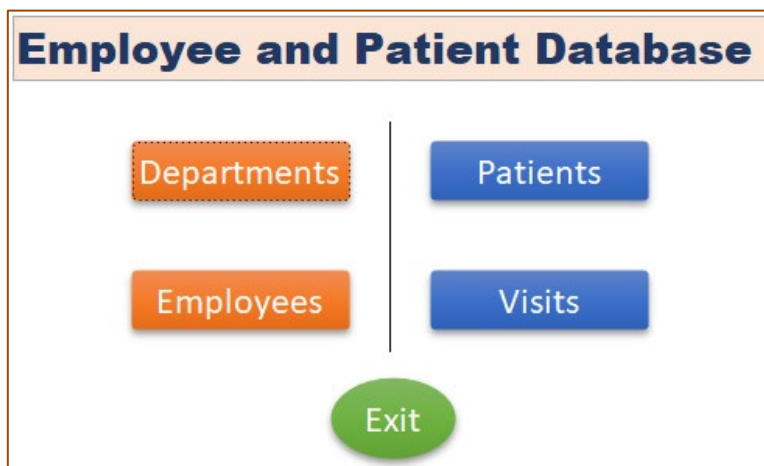 Employee and Patient Database
Departments
Patients
Employees
Visits
Exit